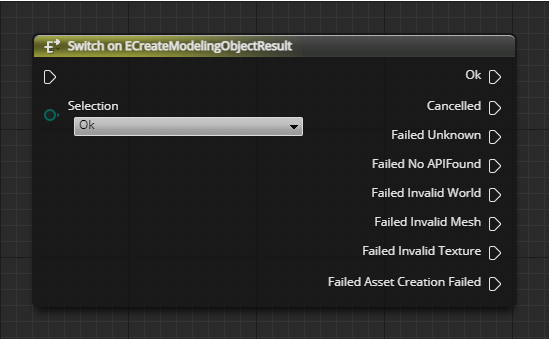 Switch on ECreateModelingObjectResult
Ok
Selection
Ok
Cancelled
Failed Unknown
Failed No APIFound
Failed Invalid World
Failed Invalid Mesh
Failed Invalid Texture
Failed Asset Creation Failed